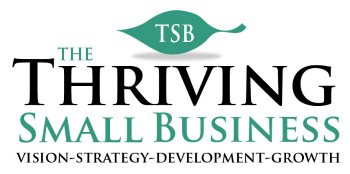 TSB
THE
THRIVING
SMALL BUSINESS
VISION-STRATEGY-DEVELOPMENT-GROWTH